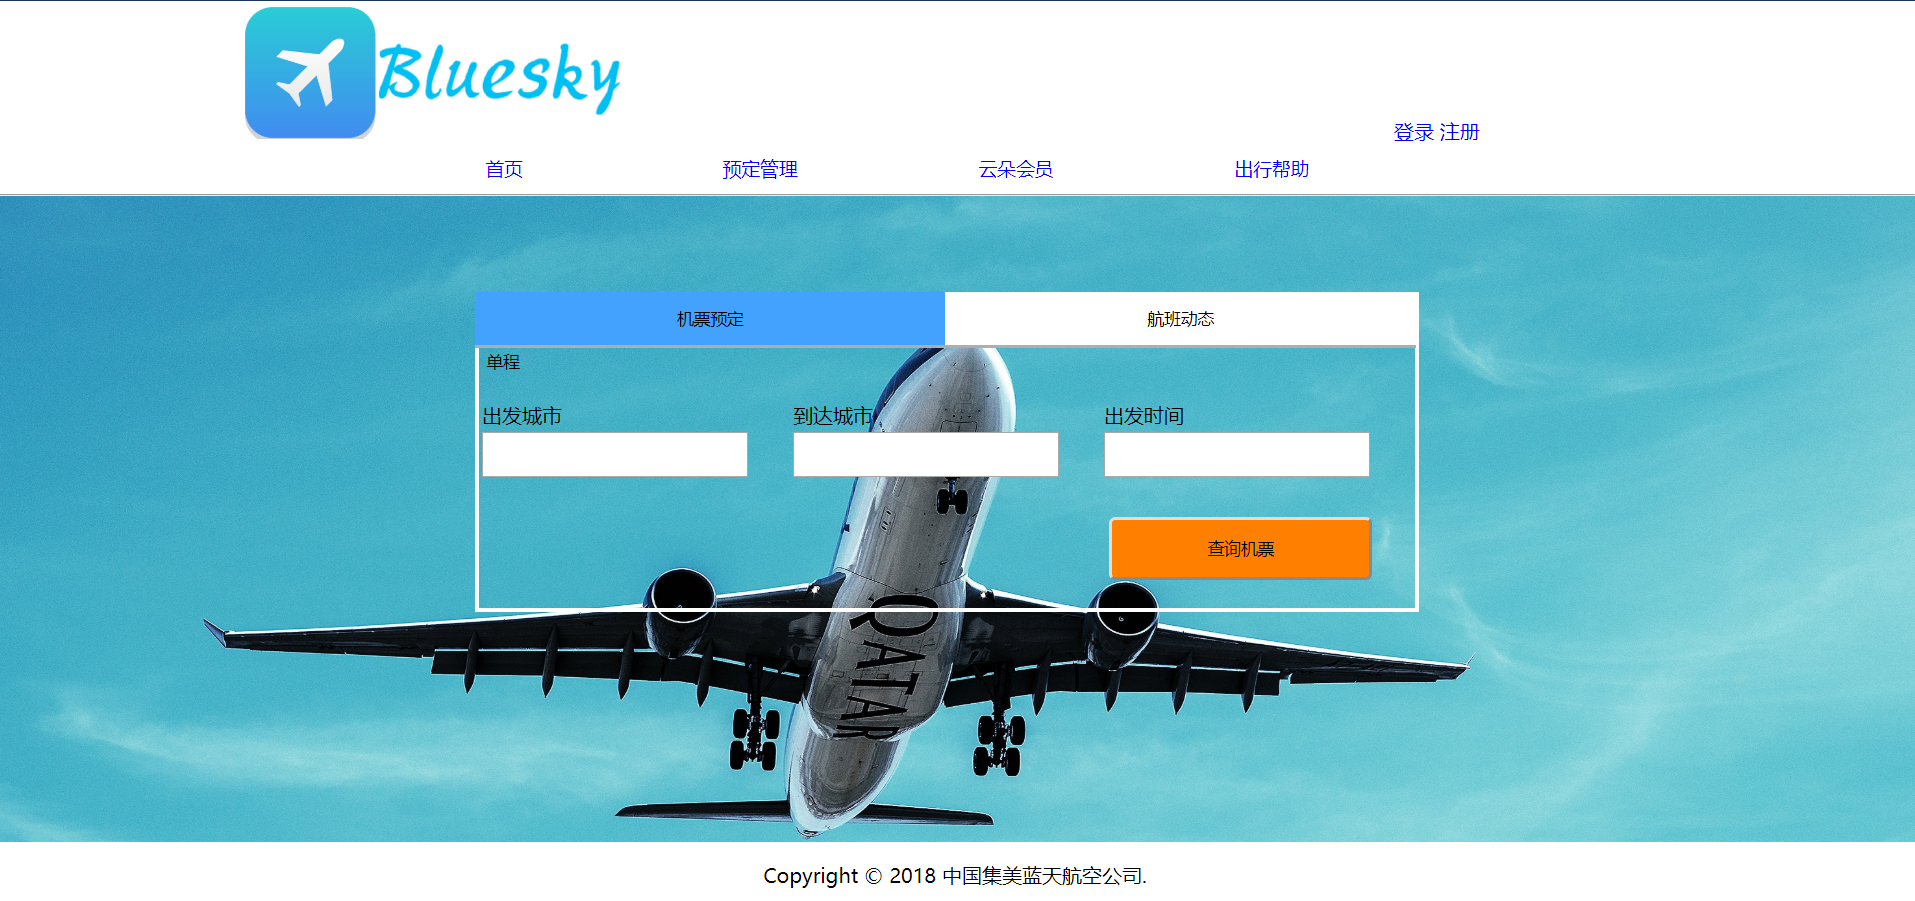 Bluesky
登录 注册
首页 预定管理 云朵会员 出行帮助
机票预定 航班动态
单程
出发城市 到达城市 出发时间
查询机票
QATAR
Copyright © 2018 中国集美蓝天航空公司.